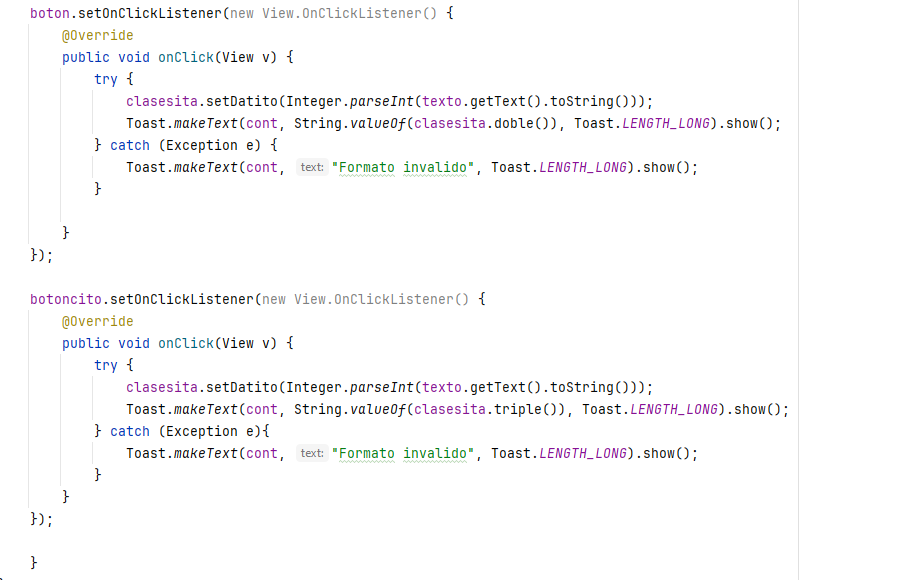 boton.setOnClickListener(new View.OnClickListener() {
@Override
public void onClick(View v) {
try {
clasesita.setDatito(Integer.parseInt(texto.getText().toString()));
Toast.makeText(cont, String.valueOf(clasesita.doble()), Toast.LENGTH_LONG).show();
} catch (Exception e) {
Toast.makeText(cont, text: "Formato invalido", Toast.LENGTH_LONG).show();
}
}
});
botoncito.setOnClickListener(new View.OnClickListener() {
@Override
public void onClick(View v) {
try {
clasesita.setDatito(Integer.parseInt(texto.getText().toString()));
Toast.makeText(cont, String.valueOf(clasesita.triple()), Toast.LENGTH_LONG).show();
} catch (Exception e){
Toast.makeText(cont, text: "Formato invalido", Toast.LENGTH_LONG).show();
}
}
});
}